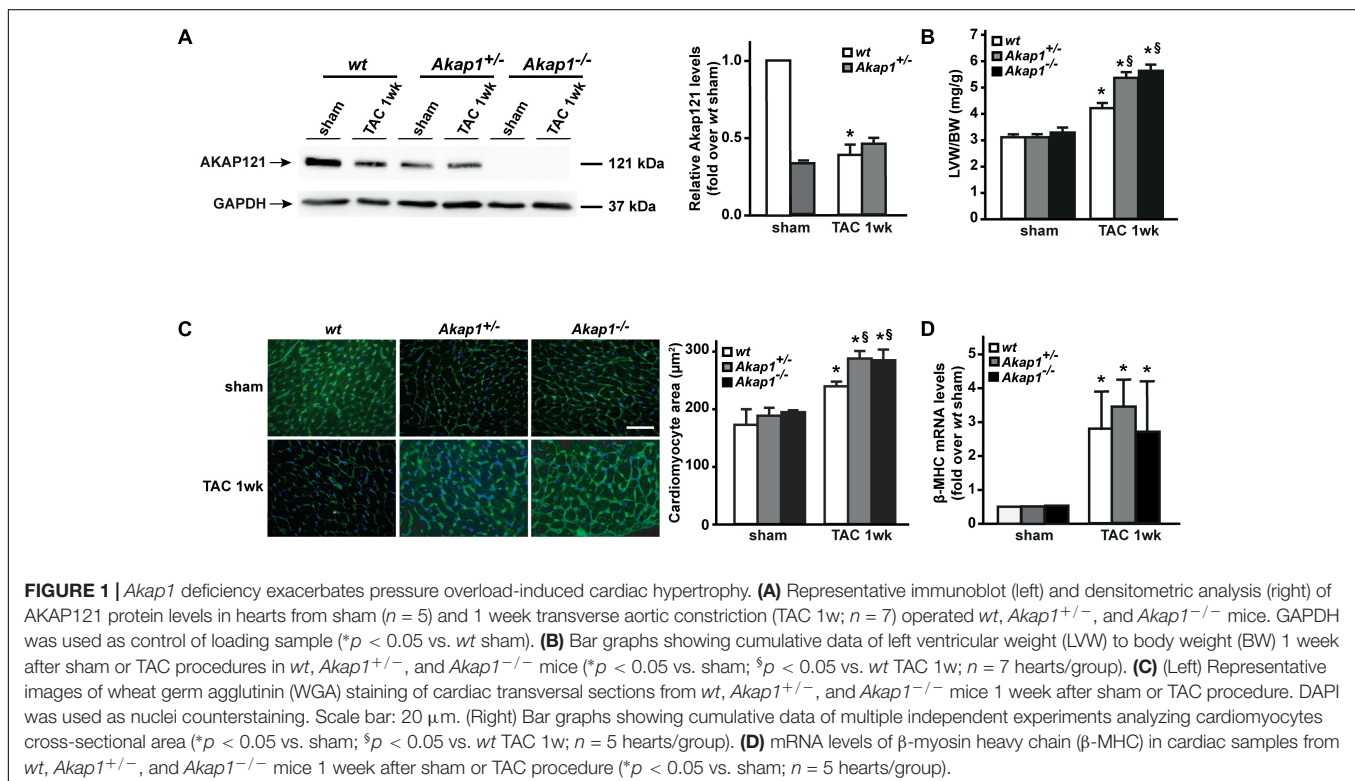 A
wt
Akap1+/-
Akap1-/-
sham
TAC 1wk
sham
TAC 1wk
sham
TAC 1wk
AKAP121
121 kDa
GAPDH
37 kDa
Relative Akap121 levels
(fold over wt sham)
1.0
0.5
0.0
wt
Akap1+/-
*
sham
TAC 1wk
B
LVW/BW (mg/g)
7
6
5
4
3
2
1
0
wt
Akap1+/-
Akap1-/-
*
*§
*§
sham
TAC 1wk
C
wt
Akap1+/-
Akap1-/-
sham
TAC 1wk
Cardiomyocyte area (µm²)
300
200
100
0
wt
Akap1+/-
Akap1-/-
*
*§
*§
sham
TAC 1wk
D
β-MHC mRNA levels
(fold over wt sham)
5
4
3
2
1
0
wt
Akap1+/-
Akap1-/-
*
*
*
sham
TAC 1wk
FIGURE 1 | Akap1 deficiency exacerbates pressure overload-induced cardiac hypertrophy. (A) Representative immunoblot (left) and densitometric analysis (right) of
AKAP121 protein levels in hearts from sham (n = 5) and 1 week transverse aortic constriction (TAC 1w; n = 7) operated wt, Akap1+/−, and Akap1−/− mice. GAPDH
was used as control of loading sample (*p < 0.05 vs. wt sham). (B) Bar graphs showing cumulative data of left ventricular weight (LVW) to body weight (BW) 1 week
after sham or TAC procedures in wt, Akap1+/−, and Akap1−/− mice (*p < 0.05 vs. sham; §p < 0.05 vs. wt TAC 1w; n = 7 hearts/group). (C) (Left) Representative
images of wheat germ agglutinin (WGA) staining of cardiac transversal sections from wt, Akap1+/−, and Akap1−/− mice 1 week after sham or TAC procedure. DAPI
was used as nuclei counterstaining. Scale bar: 20 μm. (Right) Bar graphs showing cumulative data of multiple independent experiments analyzing cardiomyocytes
cross-sectional area (*p < 0.05 vs. sham; §p < 0.05 vs. wt TAC 1w; n = 5 hearts/group). (D) mRNA levels of β-myosin heavy chain (β-MHC) in cardiac samples from
wt, Akap1+/−, and Akap1−/− mice 1 week after sham or TAC procedure (*p < 0.05 vs. sham; n = 5 hearts/group).